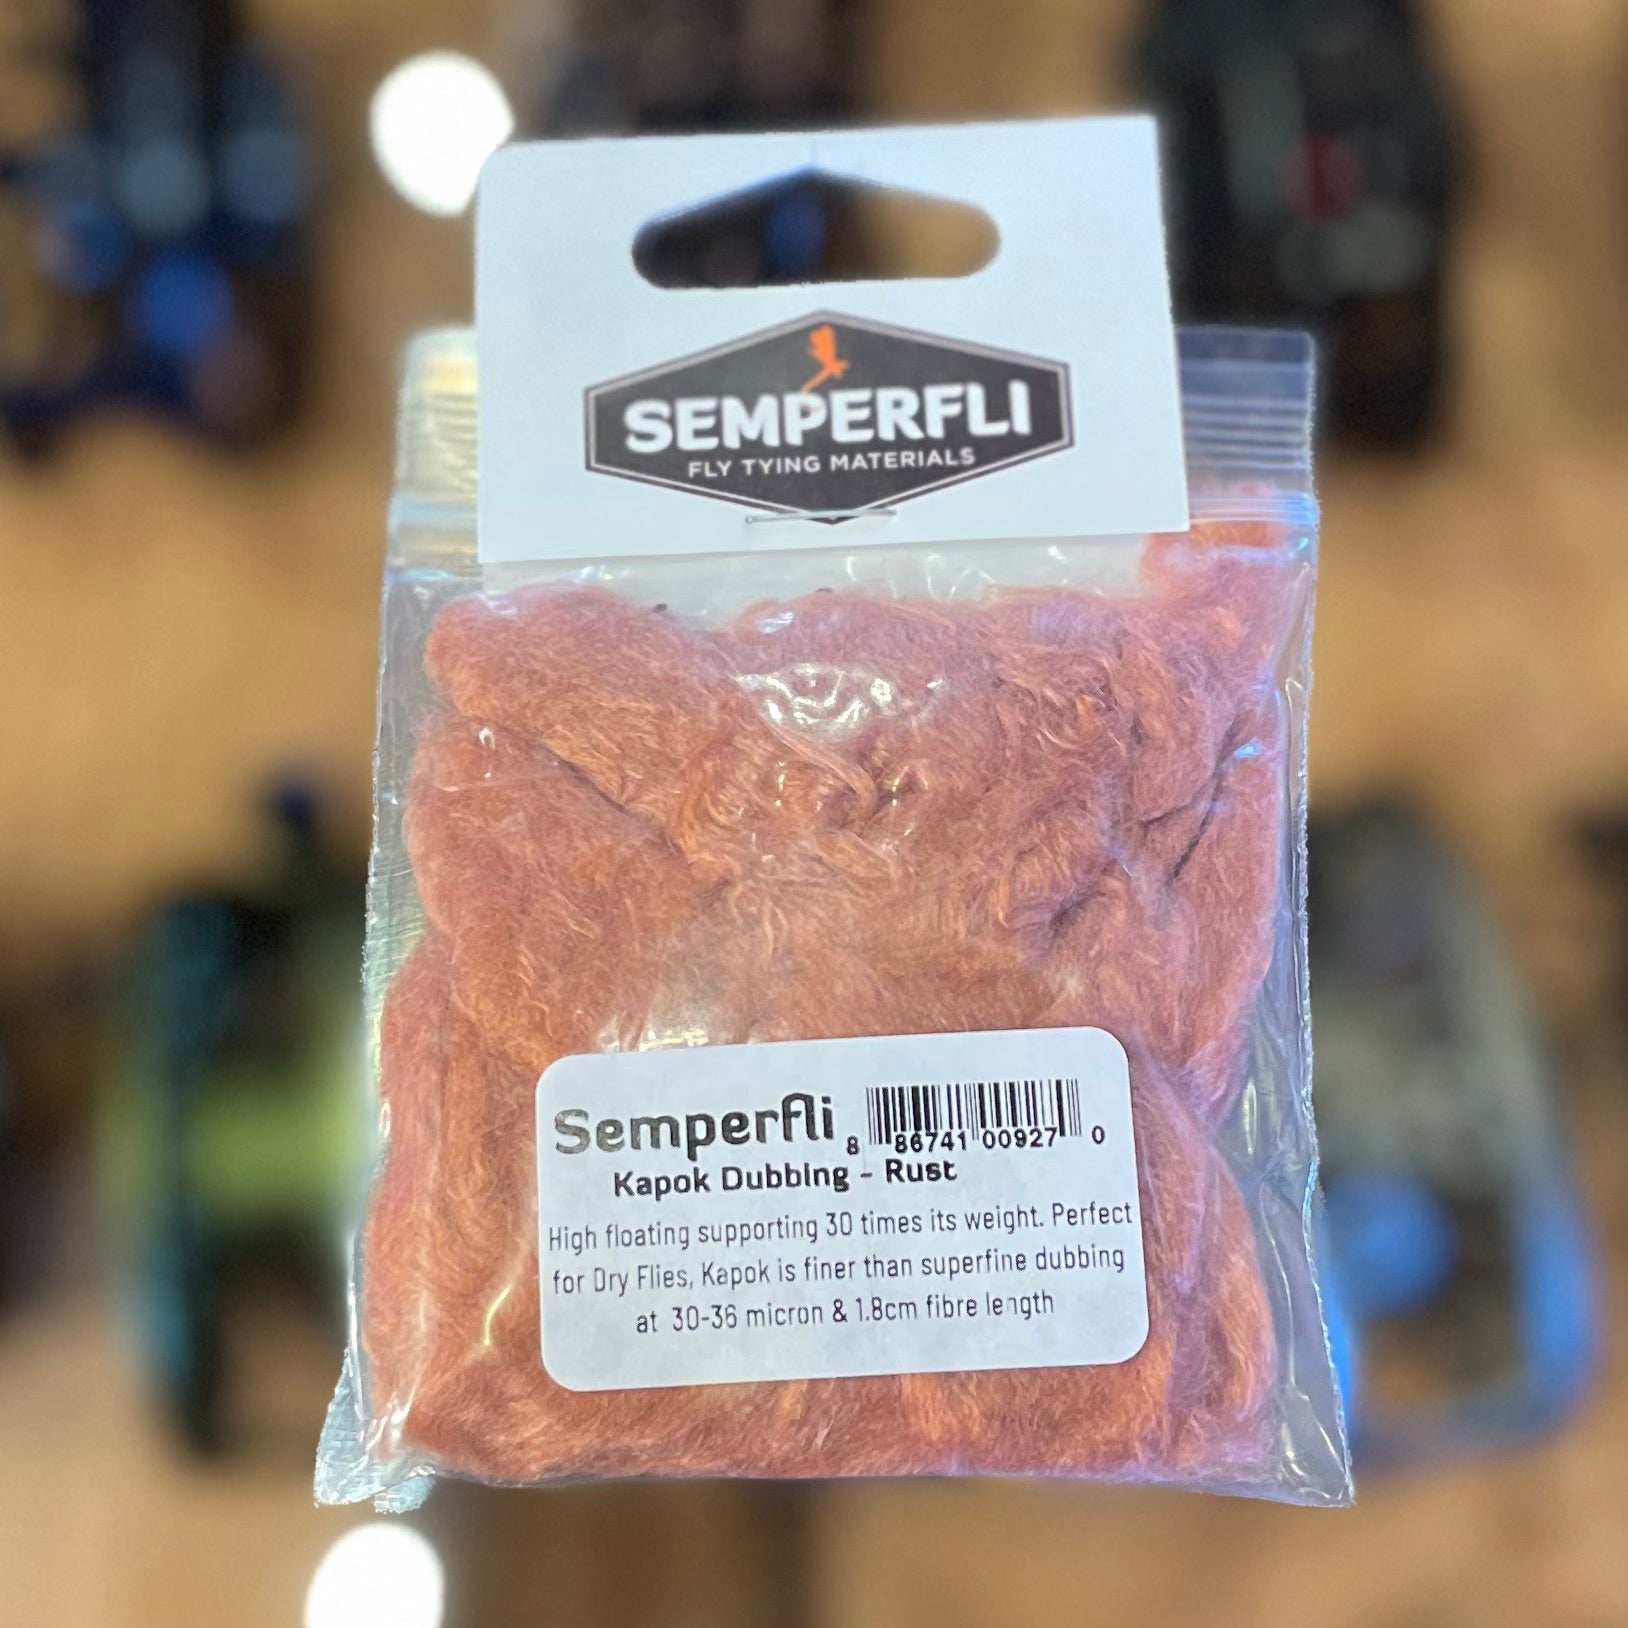 SEMPERFLI
FLY TYING MATERIALS
Semperfli
8 86741 00927 0
Kapok Dubbing - Rust
High floating supporting 30 times its weight. Perfect
for Dry Flies, Kapok is finer than superfine dubbing
at 30-36 micron & 1.8cm fibre length